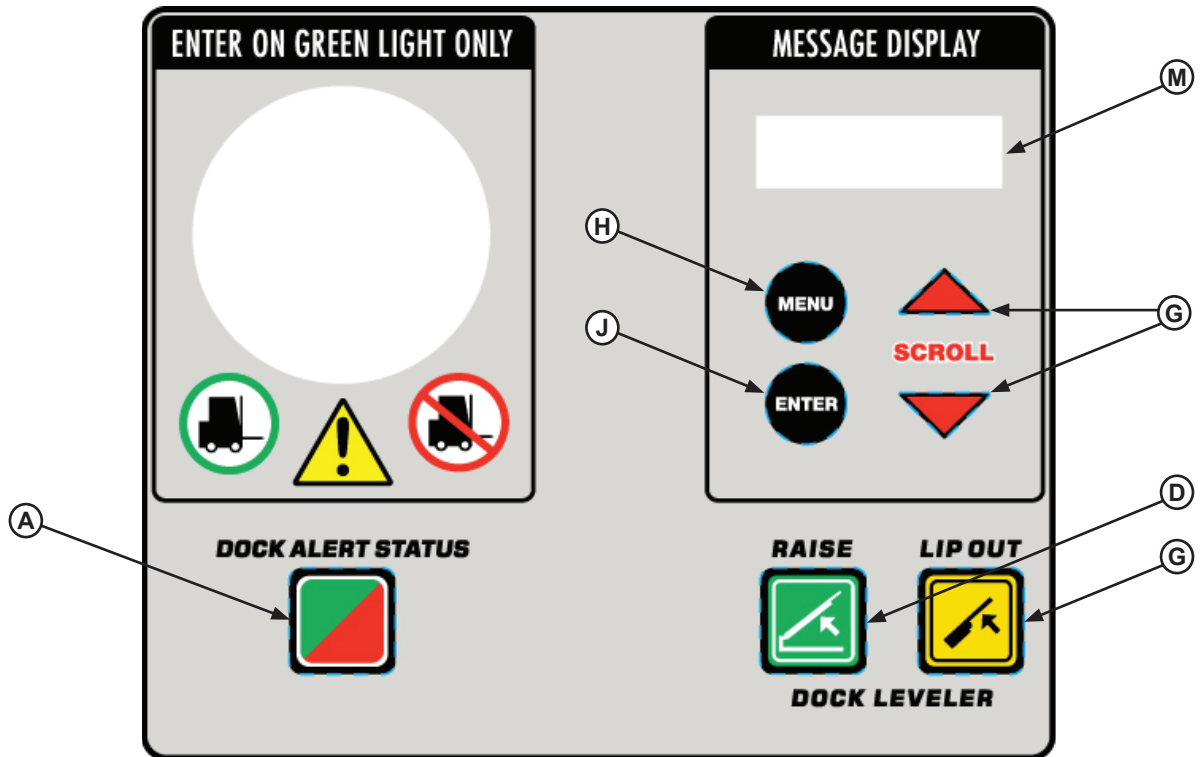 ENTER ON GREEN LIGHT ONLY
MESSAGE DISPLAY
M
H
MENU
J
G
SCROLL
ENTER
D
A
DOCK ALERT STATUS
RAISE
LIP OUT
G
DOCK LEVELER